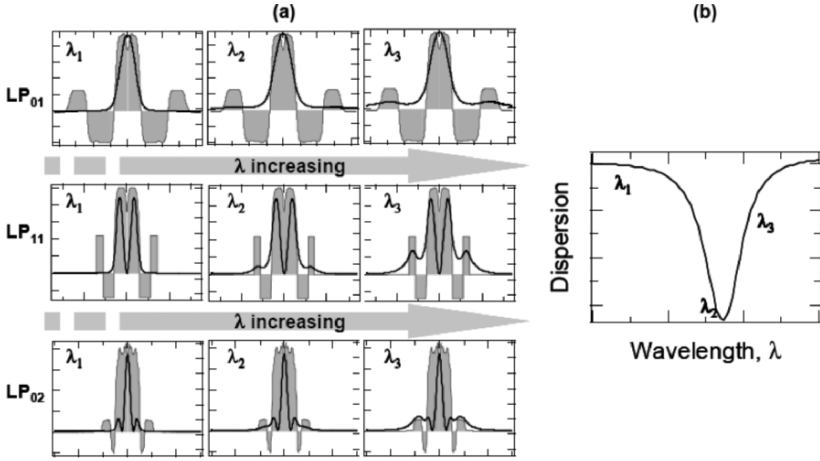 (a)
(b)
LP01
λ1
λ2
λ3
λ increasing
LP11
λ1
λ2
λ3
λ increasing
LP02
λ1
λ2
λ3
Dispersion
λ1
λ3
λ2
Wavelength, λ